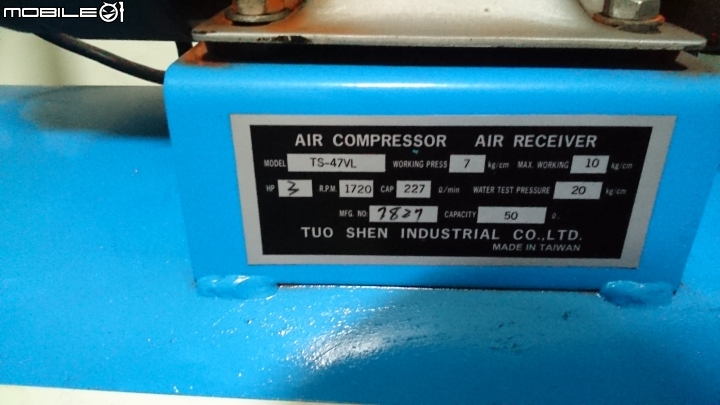 MOBILE01
AIR COMPRESSOR AIR RECEIVER
MODEL TS-47VL WORKING PRESS 7 kg/cm MAX. WORKING 10 kg/cm
HP 3 R.P.M. 1720 CAP 227 ℓ/min WATER TEST PRESSURE 20 kg/cm
MFG. NO. 7827 CAPACITY 50 ℓ.
TUO SHEN INDUSTRIAL CO.,LTD.
MADE IN TAIWAN